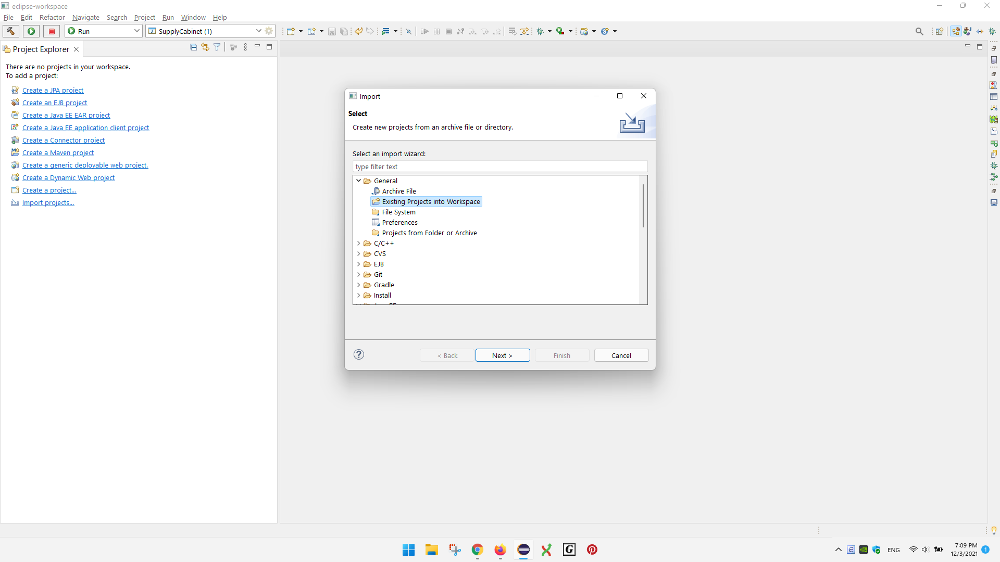 eclipse-workspace
File Edit Refactor Navigate Search Project Run Window Help
Run
SupplyCabinet (1)
Project Explorer
There are no projects in your workspace.
To add a project:
Create a JPA project
Create an EJB project
Create a Java EE EAR project
Create a Java EE application client project
Create a Connector project
Create a Maven project
Create a generic deployable web project.
Create a Dynamic Web project
Create a project...
Import projects...
Import
Select
Create new projects from an archive file or directory.
Select an import wizard:
type filter text
General
Archive File
Existing Projects into Workspace
File System
Preferences
Projects from Folder or Archive
C/C++
CVS
EJB
Git
Gradle
Install
< Back
Next >
Finish
Cancel
G
ENG
7:09 PM
12/3/2021
1